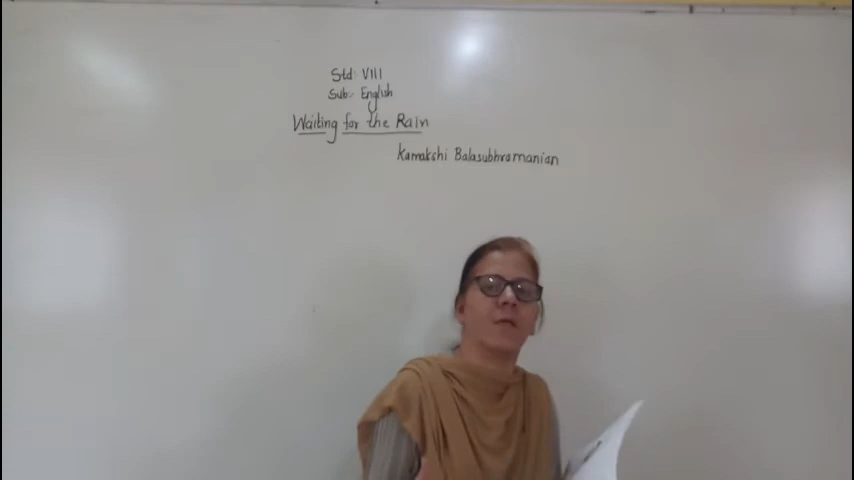 Std: VIII
Sub:- English
Waiting for the Rain
Kamakshi Balasubhramanian